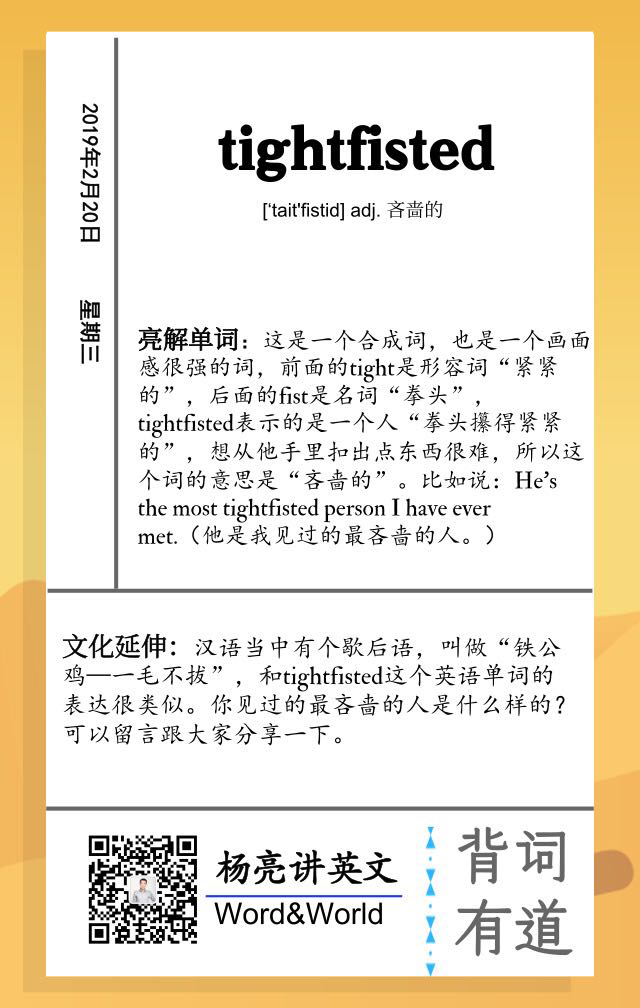 2019年2月20日
星期三
tightfisted
['tait'fistid] adj. 吝啬的
亮解单词：这是一个合成词，也是一个画面
感很强的词，前面的tight是形容词“紧紧
的”，后面的fist是名词“拳头”，
tightfisted表示的是一个人“拳头攥得紧紧
的”，想从他手里扣出点东西很难，所以这
个词的意思是“吝啬的”。比如说：He’s
the most tightfisted person I have ever
met.（他是我见过的最吝啬的人。）
文化延伸：汉语当中有个歇后语，叫做“铁公
鸡—一毛不拔”，和tightfisted这个英语单词的
表达很类似。你见过的最吝啬的人是什么样的？
可以留言跟大家分享一下。
杨亮讲英文
Word&World
背词
有道